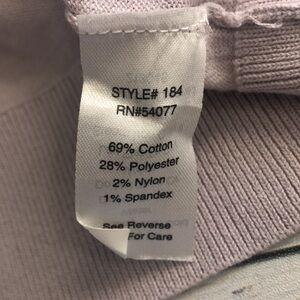 STYLE# 184
RN#54077
69% Cotton
28% Polyester
2% Nylon
1% Spandex
See Reverse
For Care